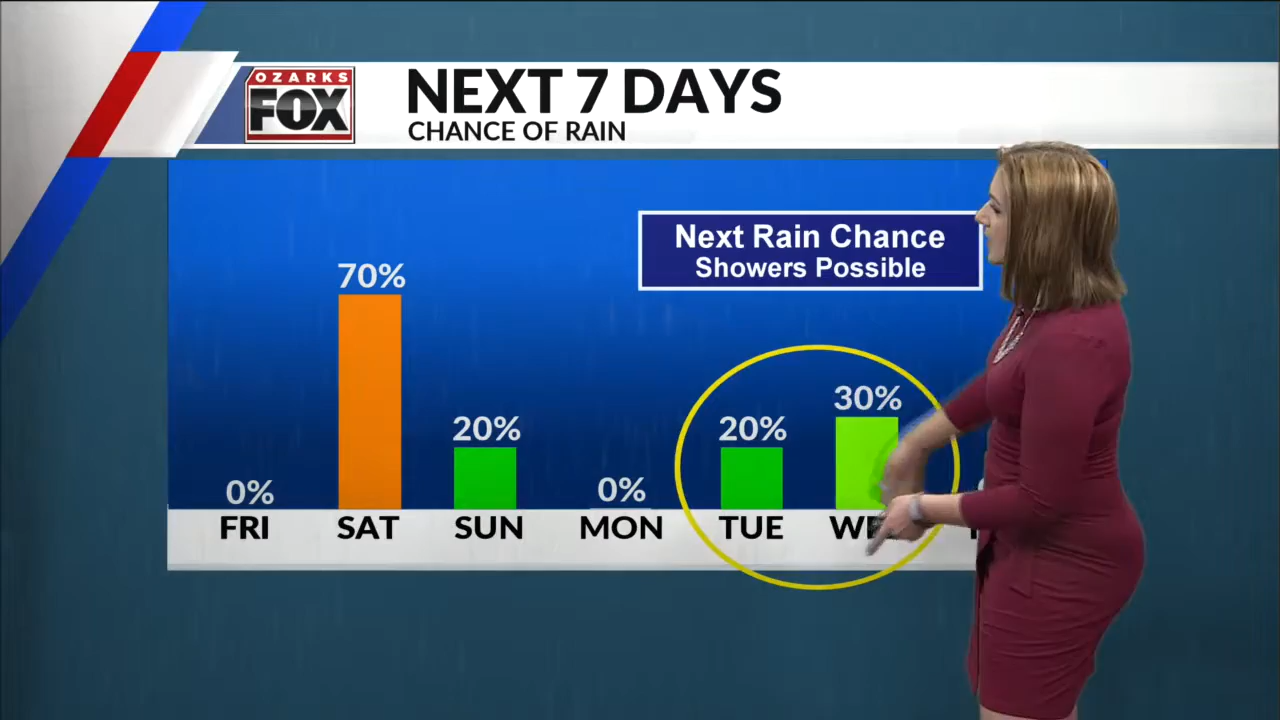 OZARKS
FOX
NEXT 7 DAYS
CHANCE OF RAIN
Next Rain Chance
Showers Possible
70%
30%
20%
20%
0%
0%
FRI
SAT
SUN
MON
TUE